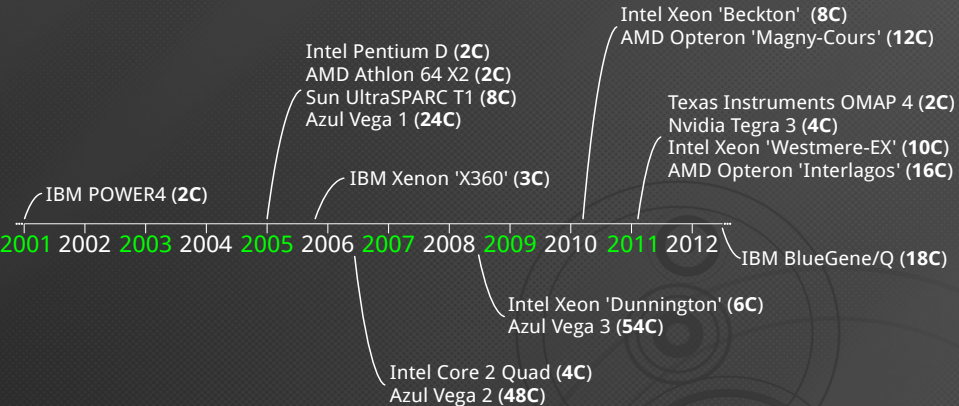 Intel Xeon 'Beckton' (8C)
AMD Opteron 'Magny-Cours' (12C)
Intel Pentium D (2C)
AMD Athlon 64 X2 (2C)
Sun UltraSPARC T1 (8C)
Azul Vega 1 (24C)
Texas Instruments OMAP 4 (2C)
Nvidia Tegra 3 (4C)
Intel Xeon 'Westmere-EX' (10C)
AMD Opteron 'Interlagos' (16C)
IBM Xenon 'X360' (3C)
IBM POWER4 (2C)
2001 2002 2003 2004 2005 2006 2007 2008 2009 2010 2011 2012
IBM BlueGene/Q (18C)
Intel Xeon 'Dunnington' (6C)
Azul Vega 3 (54C)
Intel Core 2 Quad (4C)
Azul Vega 2 (48C)